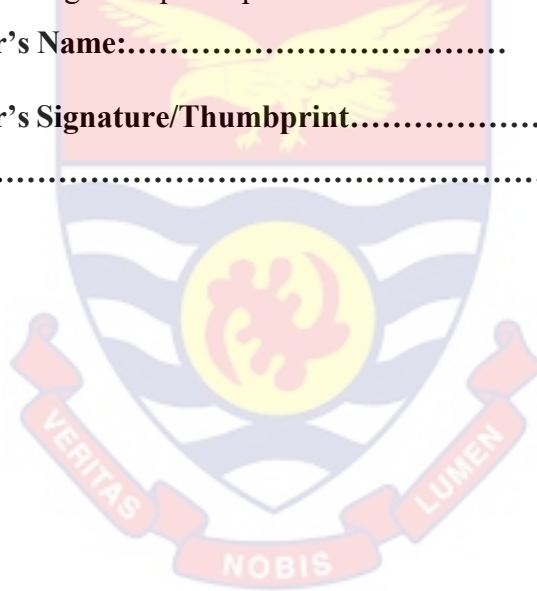 r's Name:……………………………
r's Signature/Thumbprint………………
………………………………………
VERITAS
NOBIS
LUMEN